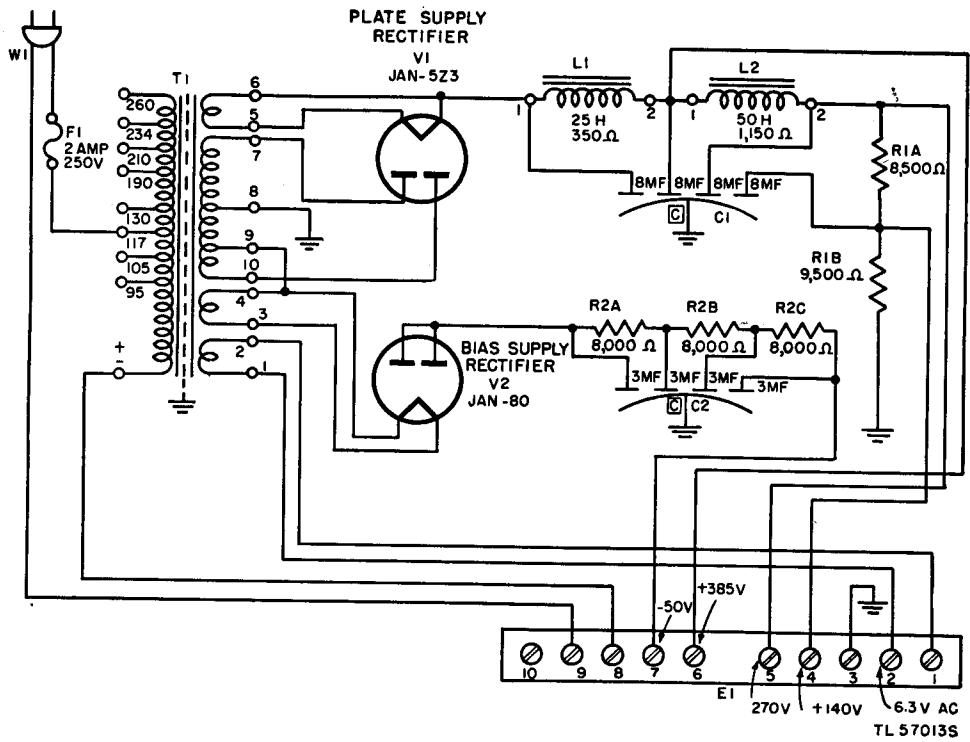 PLATE SUPPLY
RECTIFIER
V1
JAN-5Z3
W1
T1
F1
2 AMP
250V
260
234
210
190
130
117
105
95
+
-
6
5
7
8
9
10
4
3
2
1
L1
1
2
25 H
350Ω
L2
1
2
50 H
1,150 Ω
R1A
8,500Ω
8MF
8MF
8MF
8MF
C
C1
R1B
9,500 Ω
R2A
R2B
R2C
8,000 Ω
8,000 Ω
8,000 Ω
BIAS SUPPLY
RECTIFIER
V2
JAN-80
3MF
3MF
3MF
3MF
C
C2
-50V
+385V
10
9
8
7
6
5
4
3
2
1
E1
270V
+140V
6.3V AC
TL 57013S